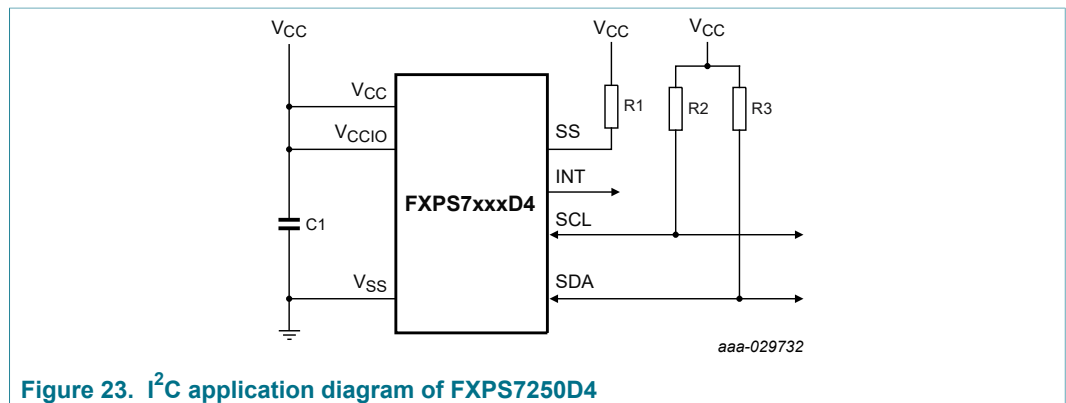 VCC
VCC
VCC
VCC
R1
R2
R3
VCCIO
SS
INT
FXPS7xxxD4
C1
SCL
VSS
SDA
aaa-029732
Figure 23. I²C application diagram of FXPS7250D4